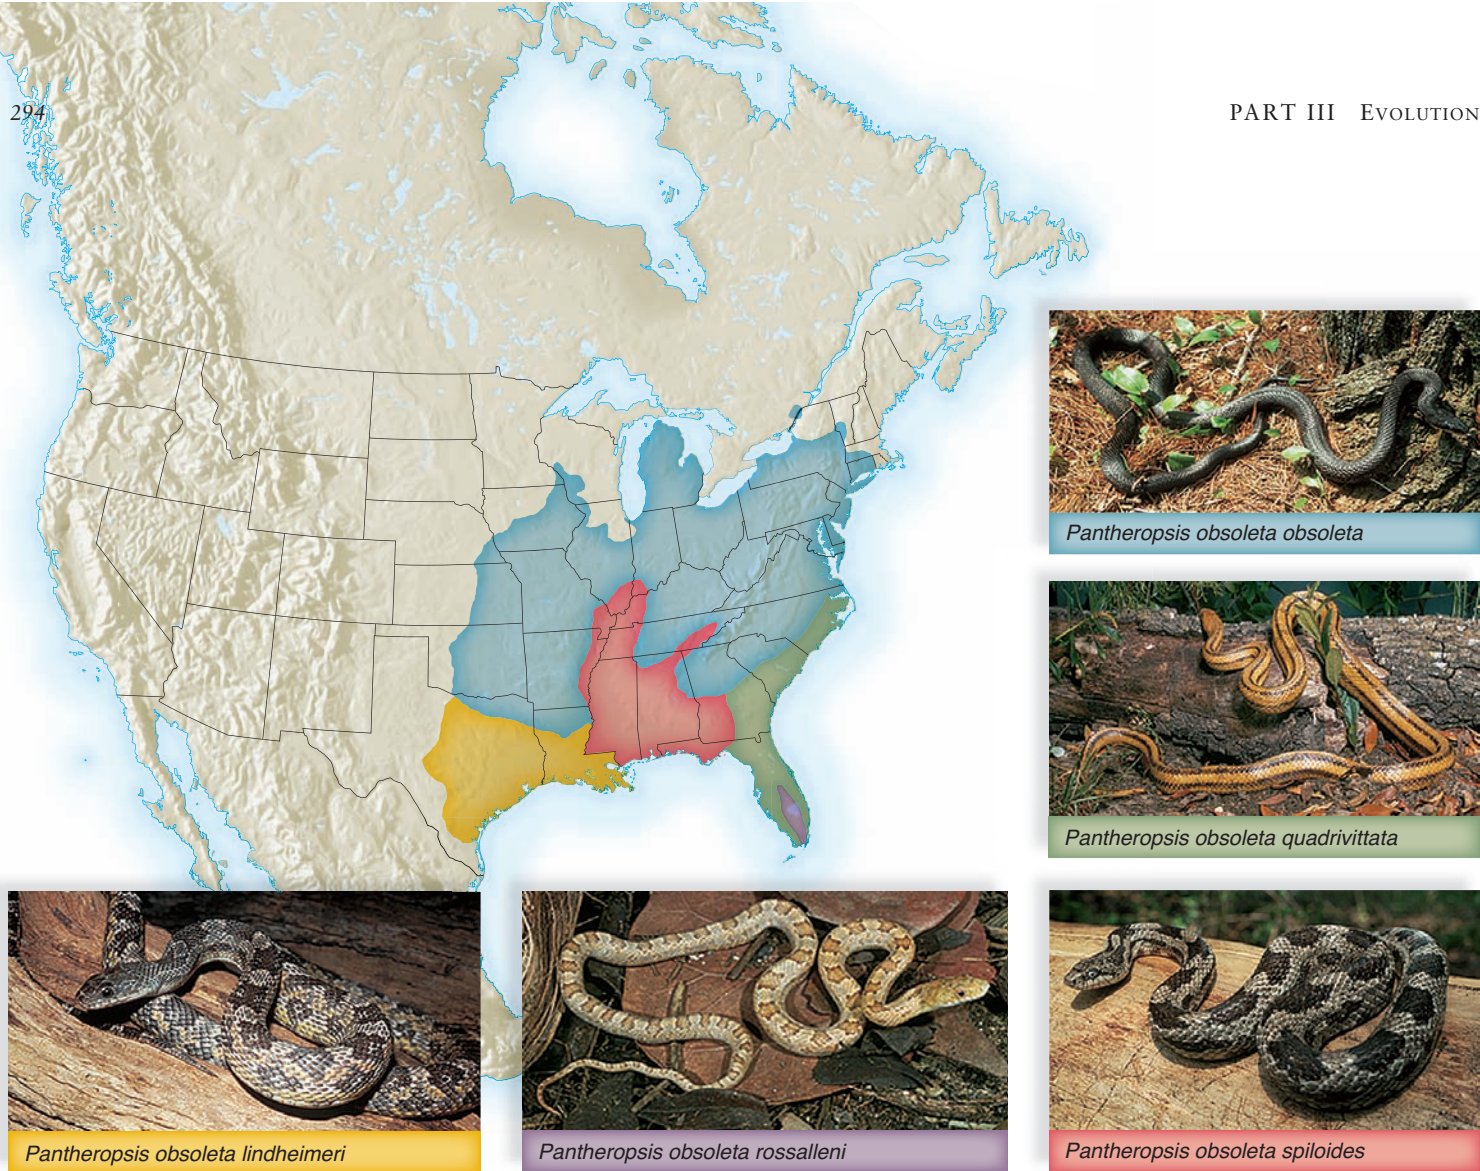 294
PART III EVOLUTION
Pantheropsis obsoleta obsoleta
Pantheropsis obsoleta quadrivittata
Pantheropsis obsoleta lindheimeri
Pantheropsis obsoleta rossalleni
Pantheropsis obsoleta spiloides